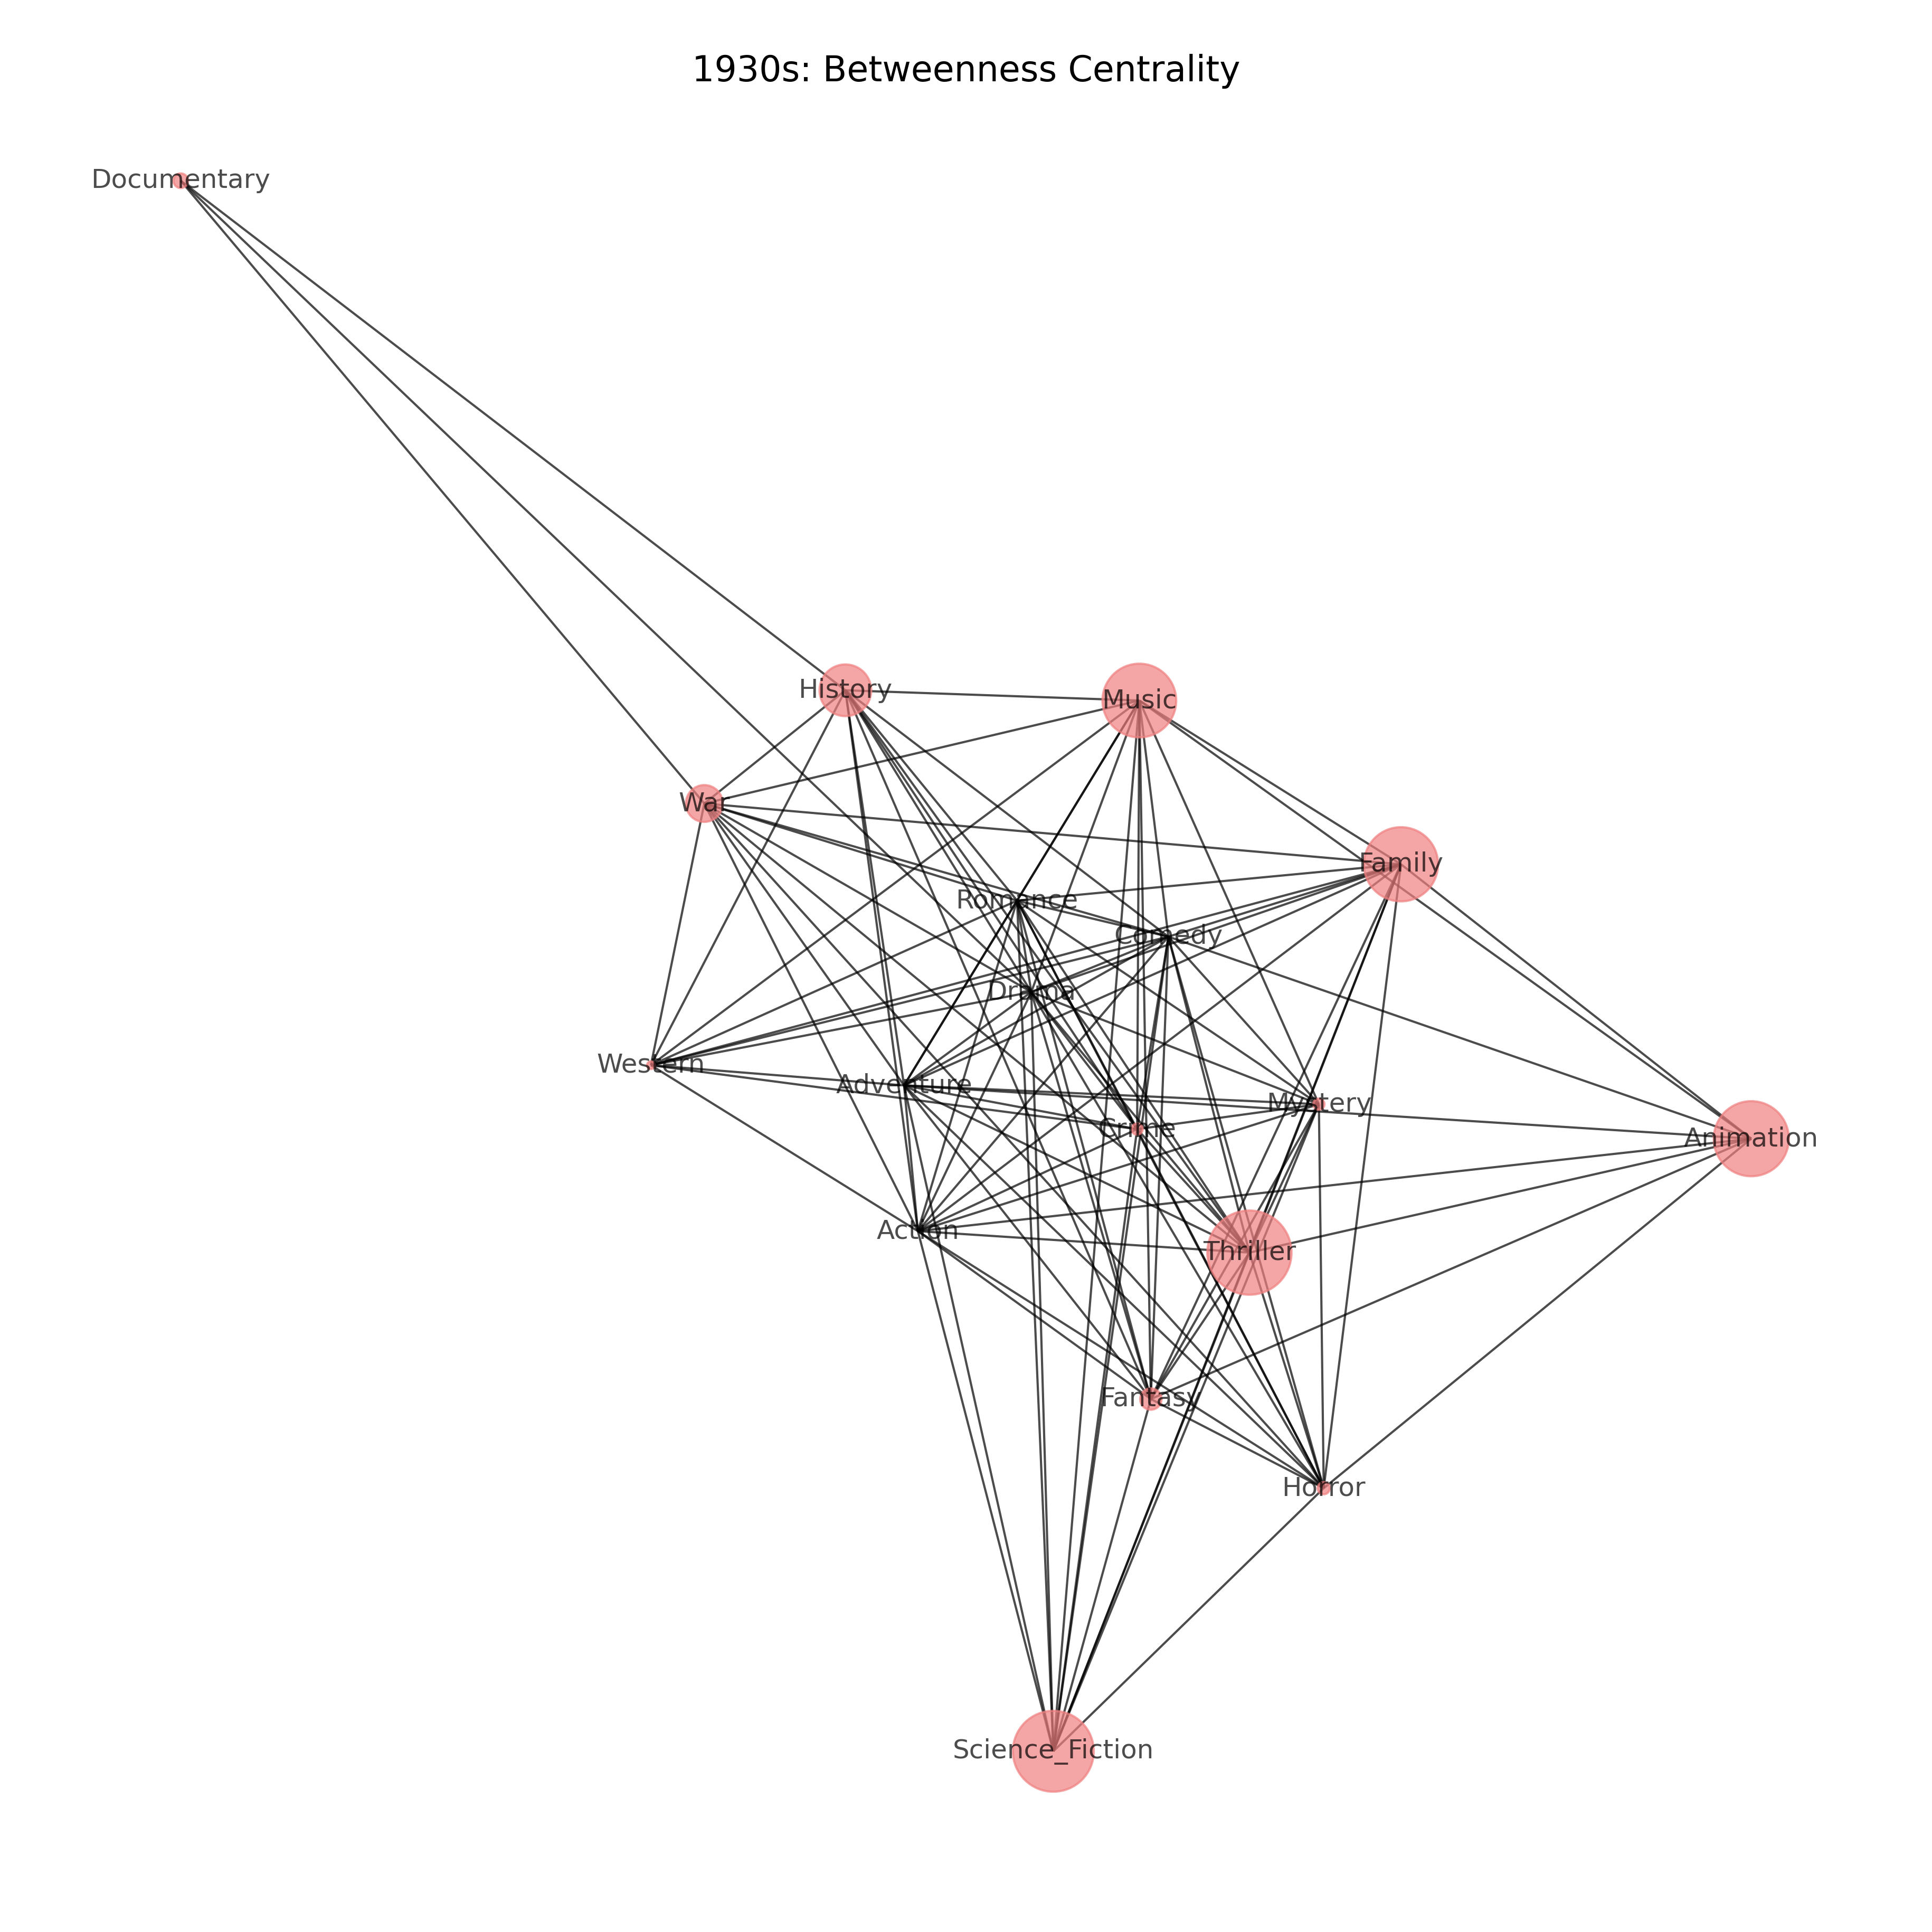 1930s: Betweenness Centrality
Documentary
History
Music
War
Family
Romance
Comedy
Drama
Western
Adventure
Mystery
Crime
Animation
Action
Thriller
Fantasy
Horror
Science_Fiction